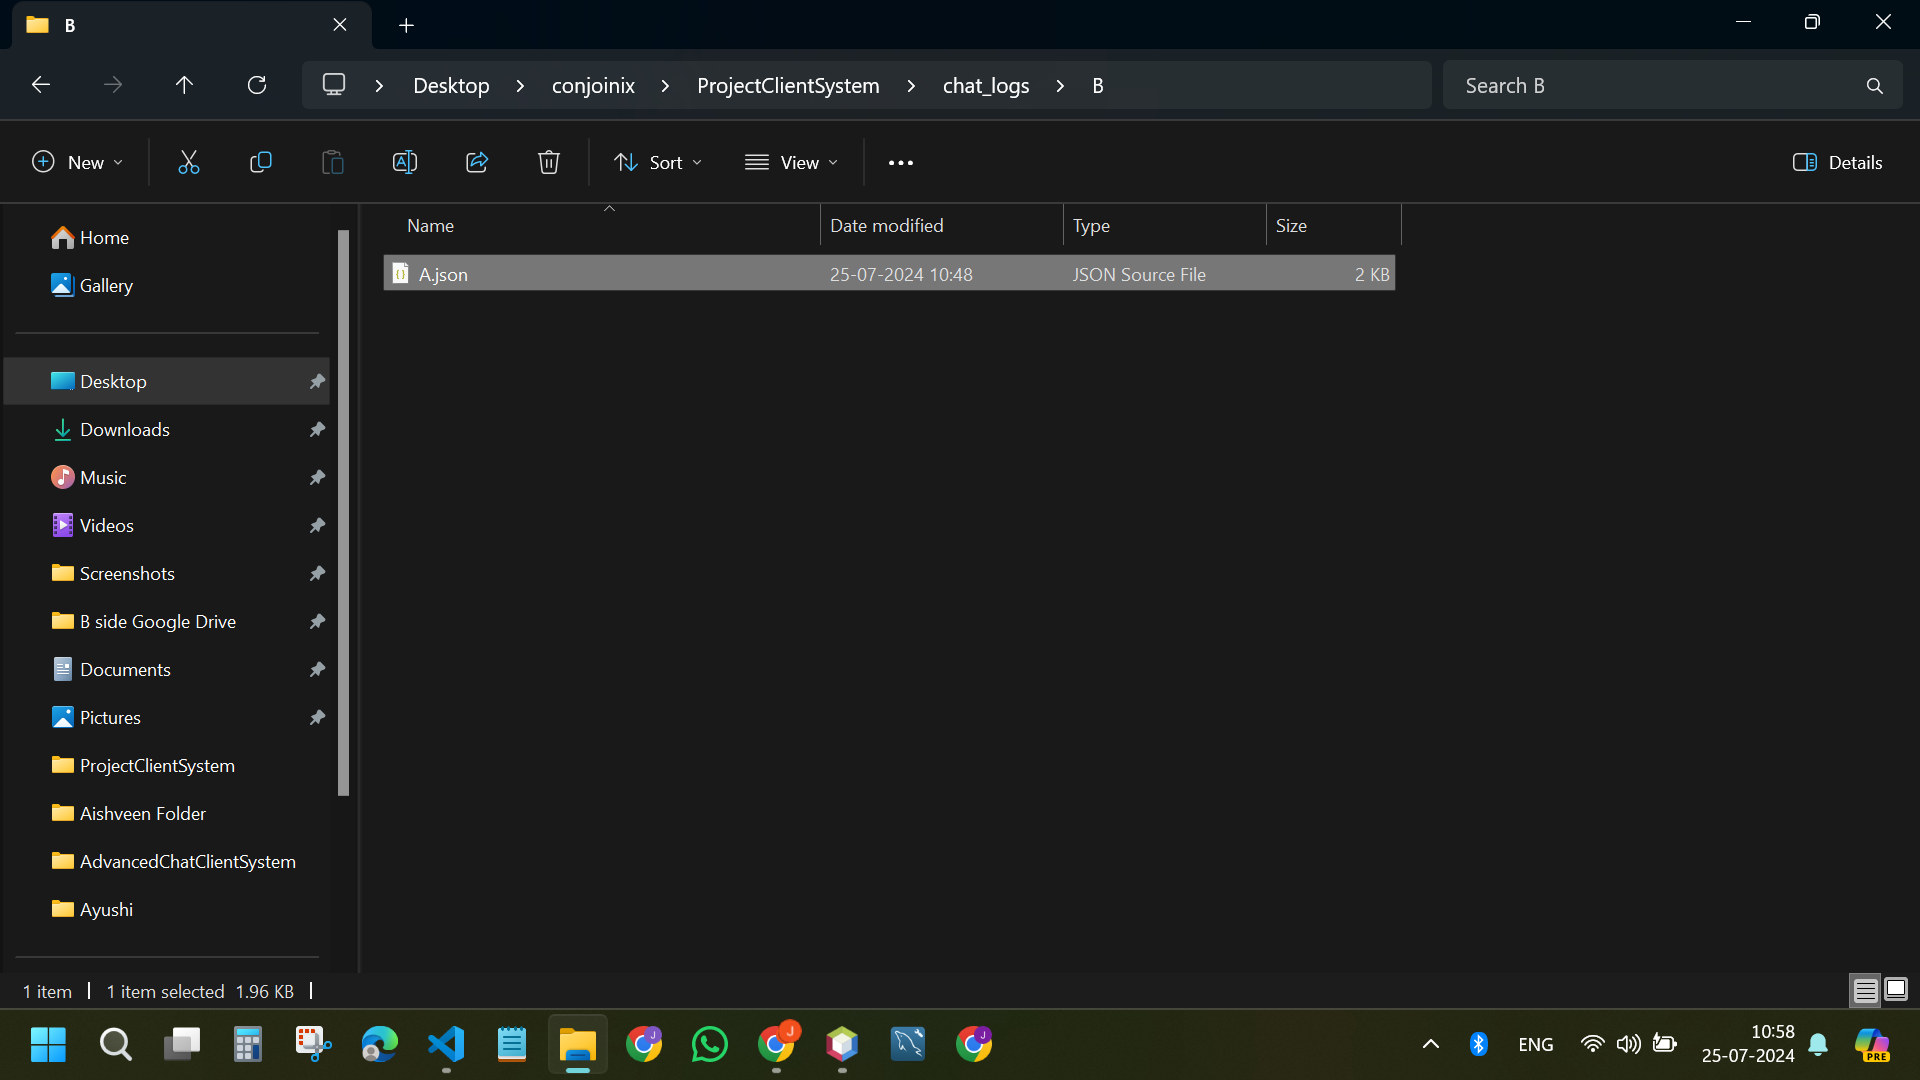 B
Desktop > conjoinix > ProjectClientSystem > chat_logs > B
Search B
New
Sort
View
Details
Name
Date modified
Type
Size
A.json
25-07-2024 10:48
JSON Source File
2 KB
Home
Gallery
Desktop
Downloads
Music
Videos
Screenshots
B side Google Drive
Documents
Pictures
ProjectClientSystem
Aishveen Folder
AdvancedChatClientSystem
Ayushi
1 item
1 item selected 1.96 KB
J
J
J
ENG
10:58
25-07-2024
PRE